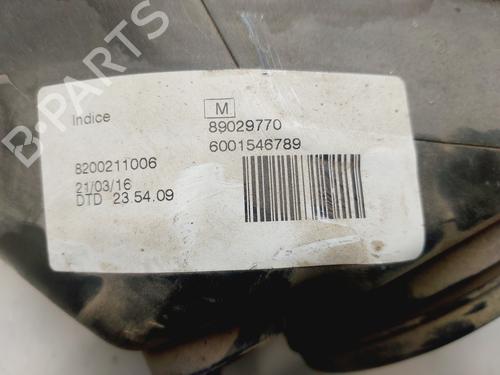 B-PARTS
Indice
M
89029770
6001546789
8200211006
21/03/16
DTD 23.54.09